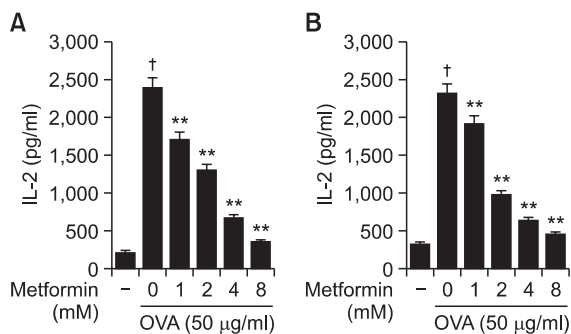 A
3,000
2,500
2,000
1,500
1,000
500
0
IL-2 (pg/ml)
†
**
**
**
**
Metformin (mM)
− 0 1 2 4 8
OVA (50 μg/ml)
B
3,000
2,500
2,000
1,500
1,000
500
0
IL-2 (pg/ml)
†
**
**
**
**
Metformin (mM)
− 0 1 2 4 8
OVA (50 μg/ml)